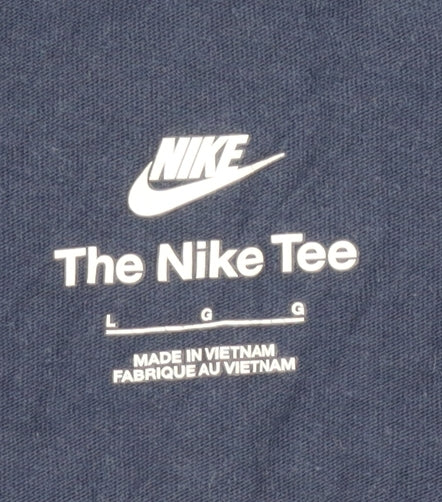 NIKE
The Nike Tee
L G G
MADE IN VIETNAM
FABRIQUE AU VIETNAM